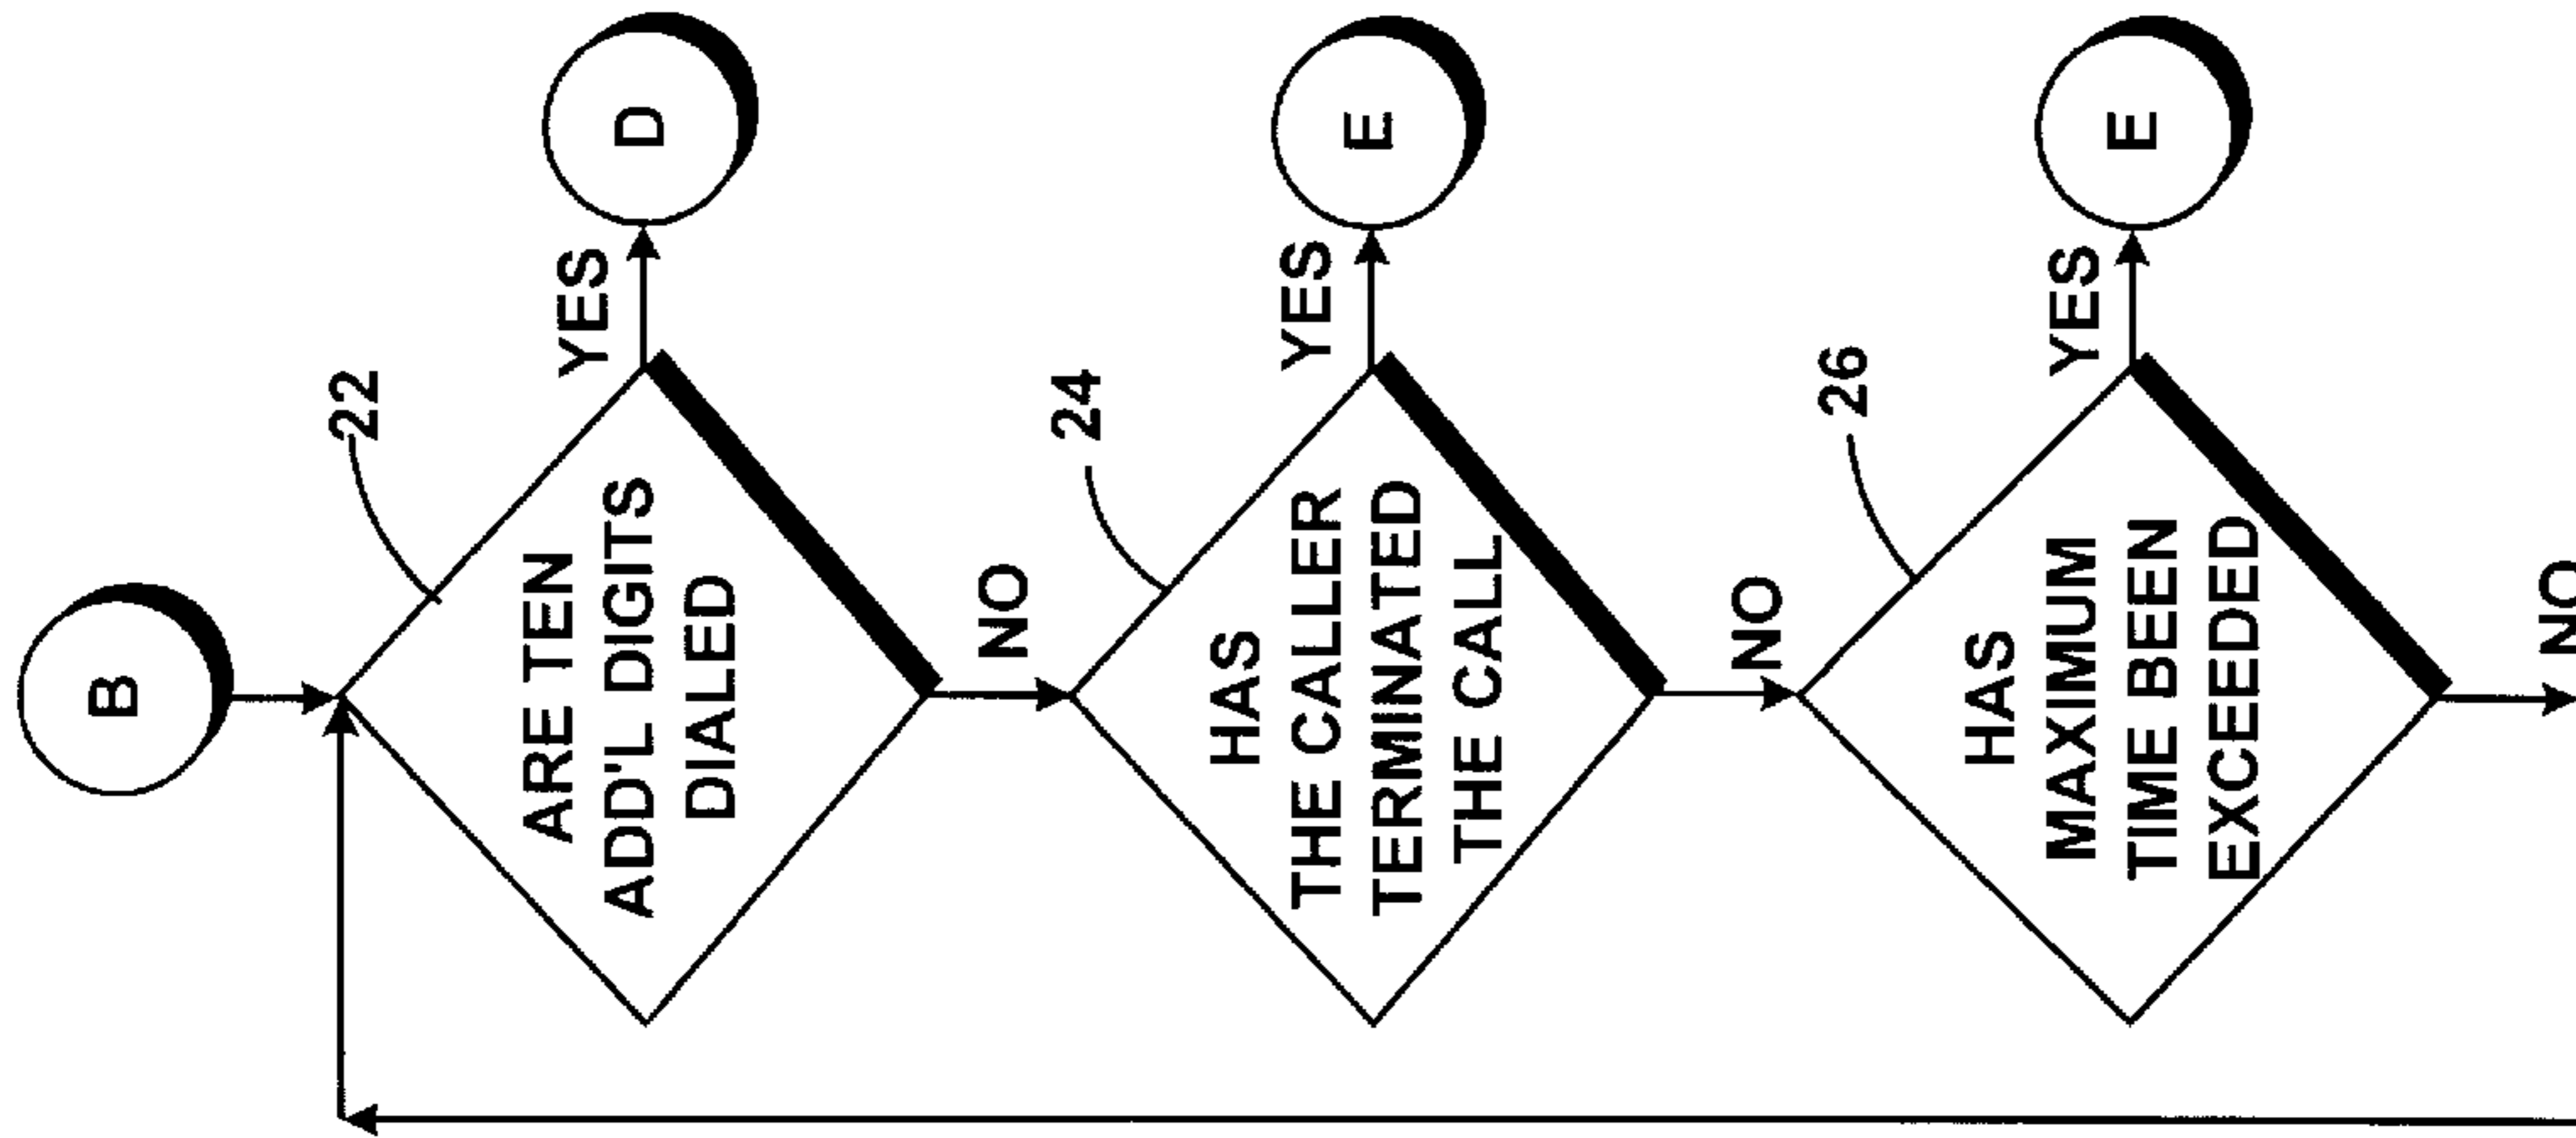 B
22
ARE TEN
ADD'L DIGITS
DIALED
YES
D
NO
24
HAS
THE CALLER
TERMINATED
THE CALL
YES
E
NO
26
HAS
MAXIMUM
TIME BEEN
EXCEEDED
YES
E
NO